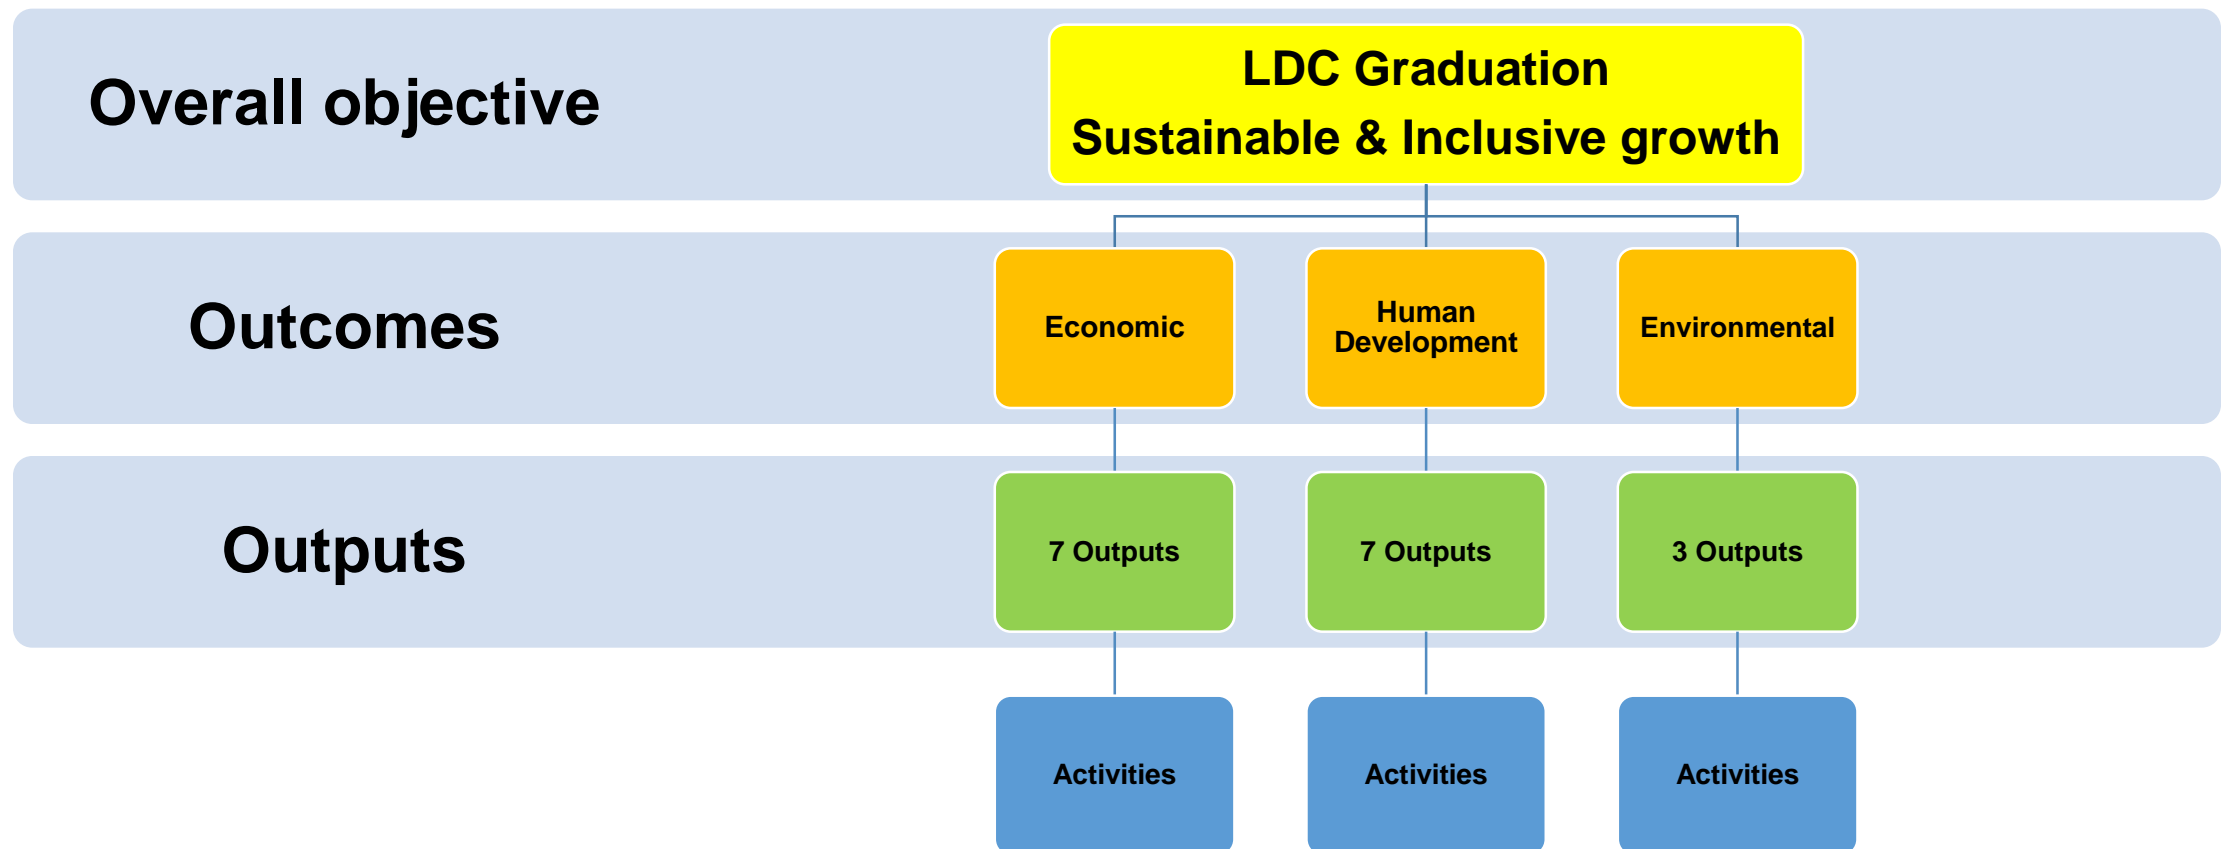 Overall objective
LDC Graduation
Sustainable & Inclusive growth
Outcomes
Economic
Human
Development
Environmental
Outputs
7 Outputs
7 Outputs
3 Outputs
Activities
Activities
Activities